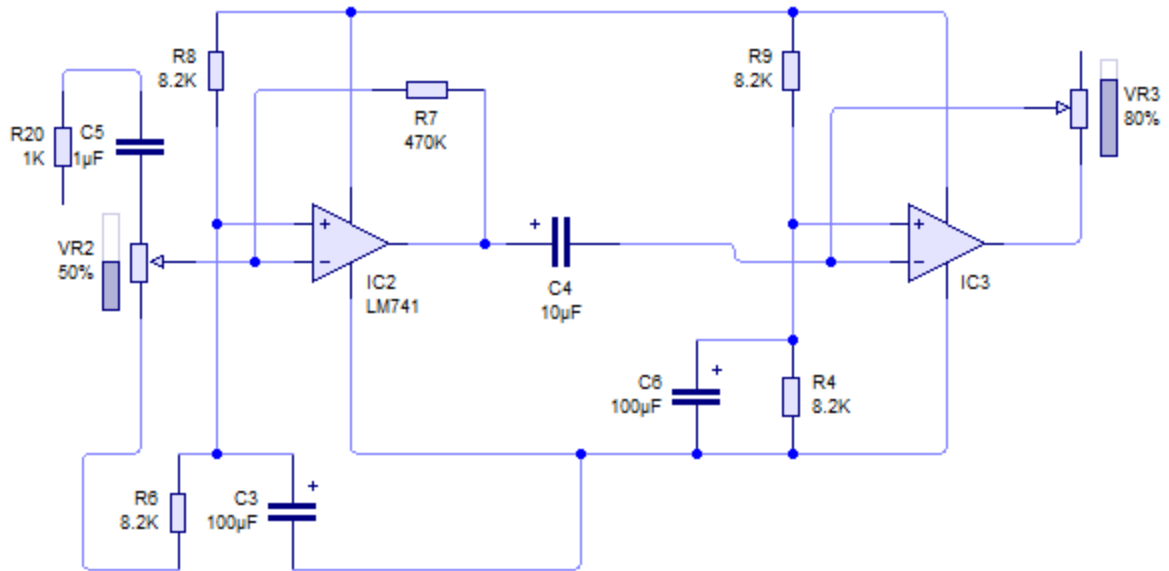 R8
8.2K
R9
8.2K
VR3
80%
R7
470K
R20
1K
C5
1µF
+
+
+
VR2
50%
−
−
IC2
LM741
C4
10µF
IC3
+
C6
100µF
R4
8.2K
+
R6
8.2K
C3
100µF